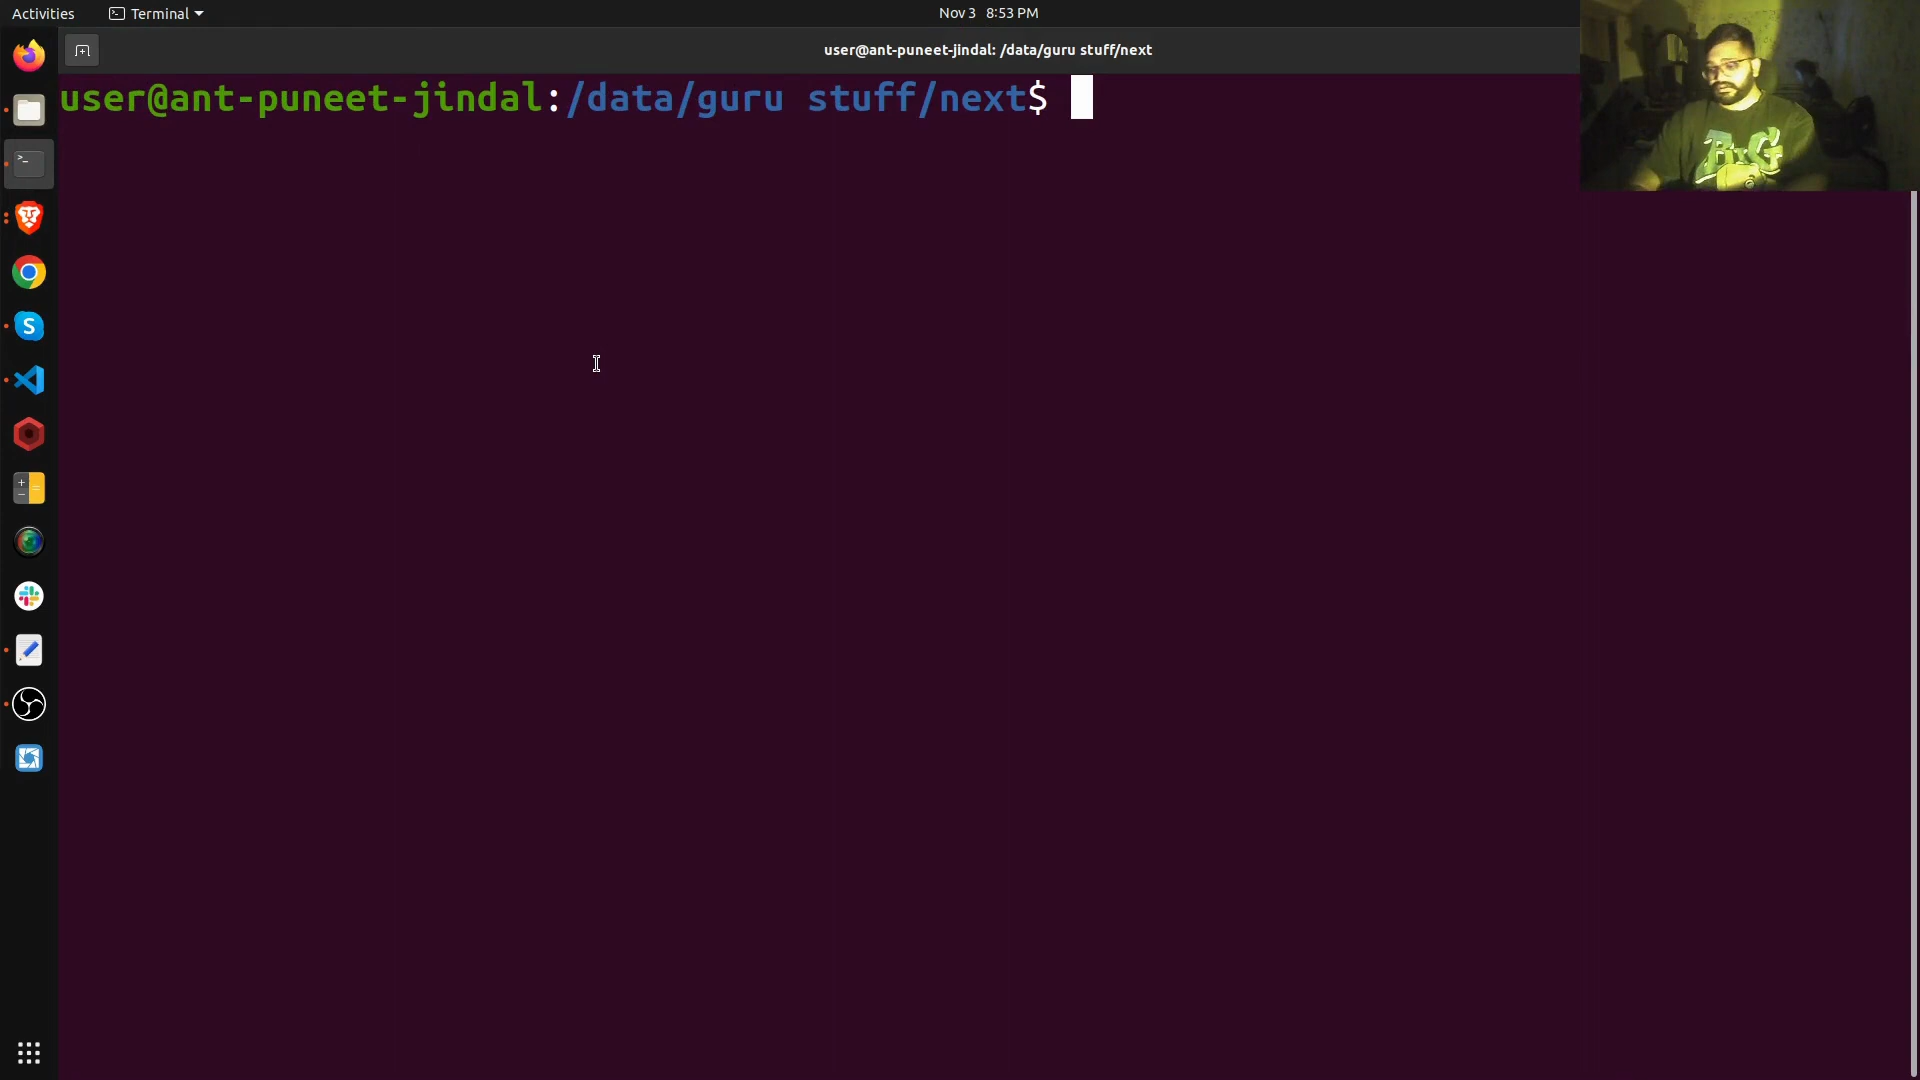 Activities
Terminal
Nov 3 8:53 PM
user@ant-puneet-jindal: /data/guru stuff/next
user@ant-puneet-jindal:/data/guru stuff/next$